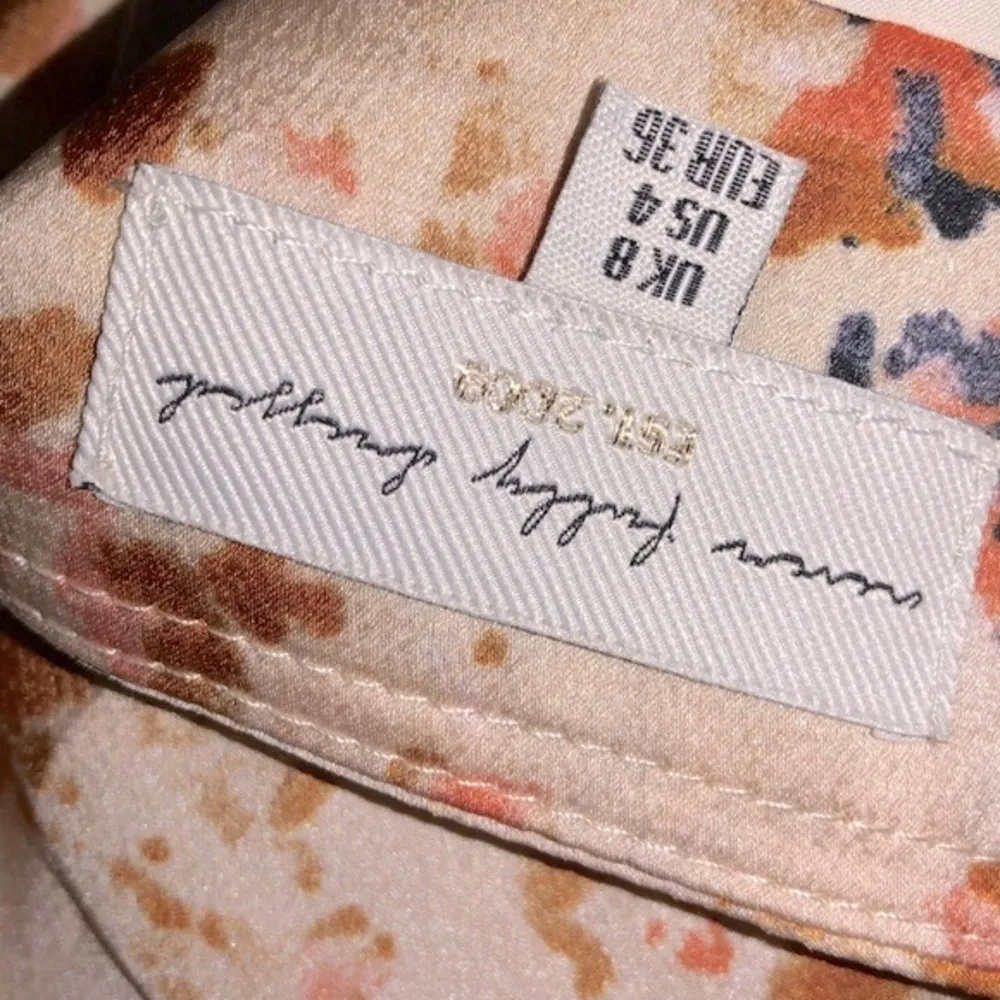 never fully dressed
EST. 2009
UK 8
US 4
EUR 36